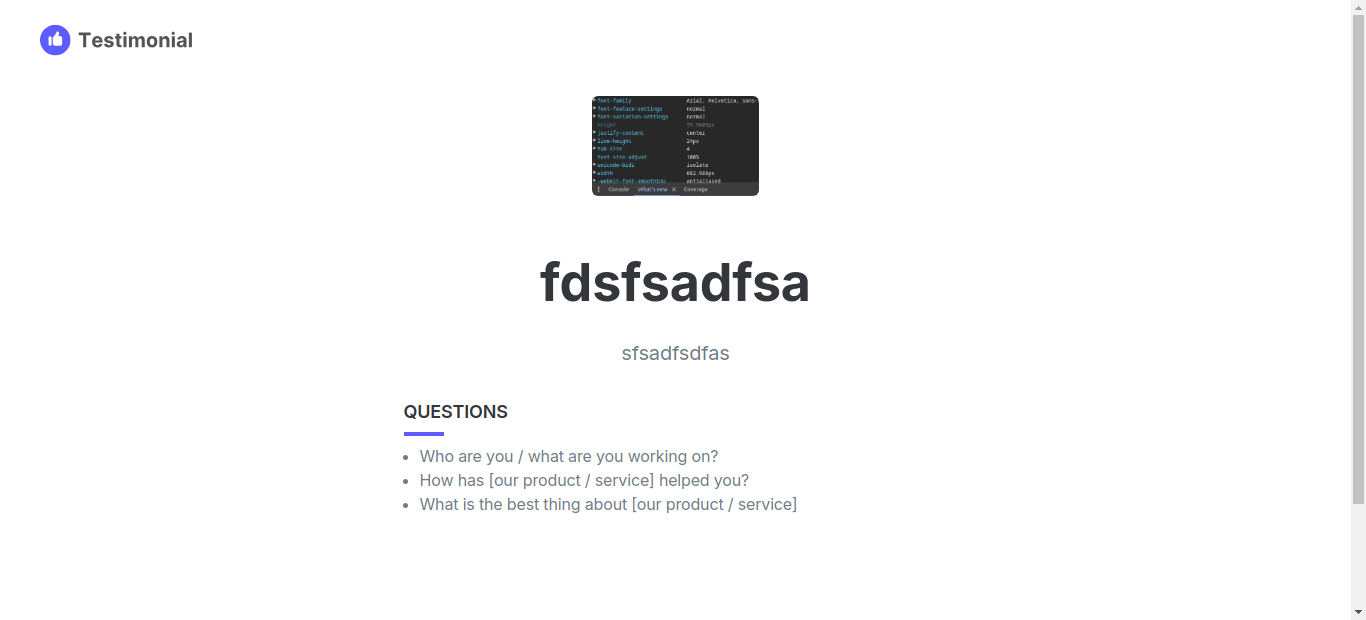 Testimonial
font-family Arial, Helvetica, sans-
font-feature-settings normal
font-variation-settings normal
height
justify-content center
line-height 24px
tab-size 4
text-size-adjust 100%
unicode-bidi isolate
width
-webkit-font-smoothing antialiased
Console What's new × Coverage
fdsfsadfsa
sfsadfsdfas
QUESTIONS
• Who are you / what are you working on?
• How has [our product / service] helped you?
• What is the best thing about [our product / service]